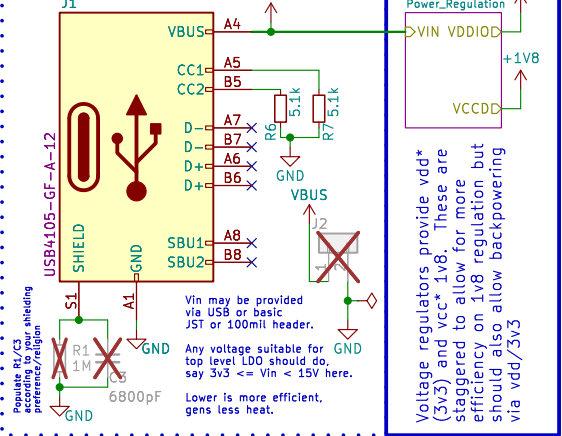 J1
USB4105-GF-A-12
VBUS
A4
CC1
A5
CC2
B5
D-
A7
D-
B7
D+
A6
D+
B6
SBU1
A8
SBU2
B8
SHIELD
GND
S1
A1
R6
5.1k
R7
5.1k
GND
VBUS
J2
1
GND
GND
R1
1M
C3
6800pF
GND
Populate R1/C3
according to your shielding
preference/religion
Vin may be provided
via USB or basic
JST or 100mil header.
Any voltage suitable for
top level LDO should do,
say 3v3 <= Vin < 15V here.
Lower is more efficient,
gens less heat.
Power_Regulation
VIN
VDDIO
+1V8
VCCD
Voltage regulators provide vdd*
(3v3) and vcc* 1v8.  These are
staggered to allow for more
efficiency on 1v8 regulation but
should also allow backpowering
via vdd/3v3